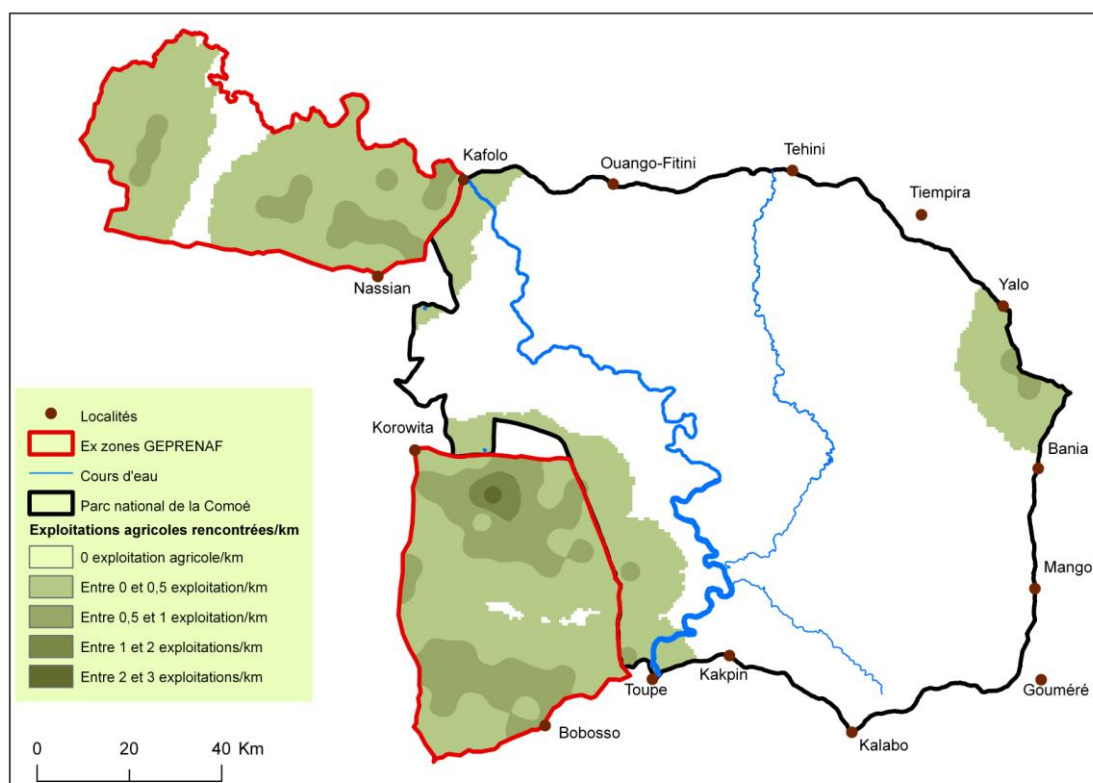 Kafolo
Ouango-Fitini
Tehini
Tiempira
Nassian
Yalo
Korowita
Bania
Mango
Toupe
Kakpin
Gouméré
Bobosso
Kalabo
Localités
Ex zones GEPRENAF
Cours d'eau
Parc national de la Comoé
Exploitations agricoles rencontrées/km
0 exploitation agricole/km
Entre 0 et 0,5 exploitation/km
Entre 0,5 et 1 exploitation/km
Entre 1 et 2 exploitations/km
Entre 2 et 3 exploitations/km
0 20 40 Km